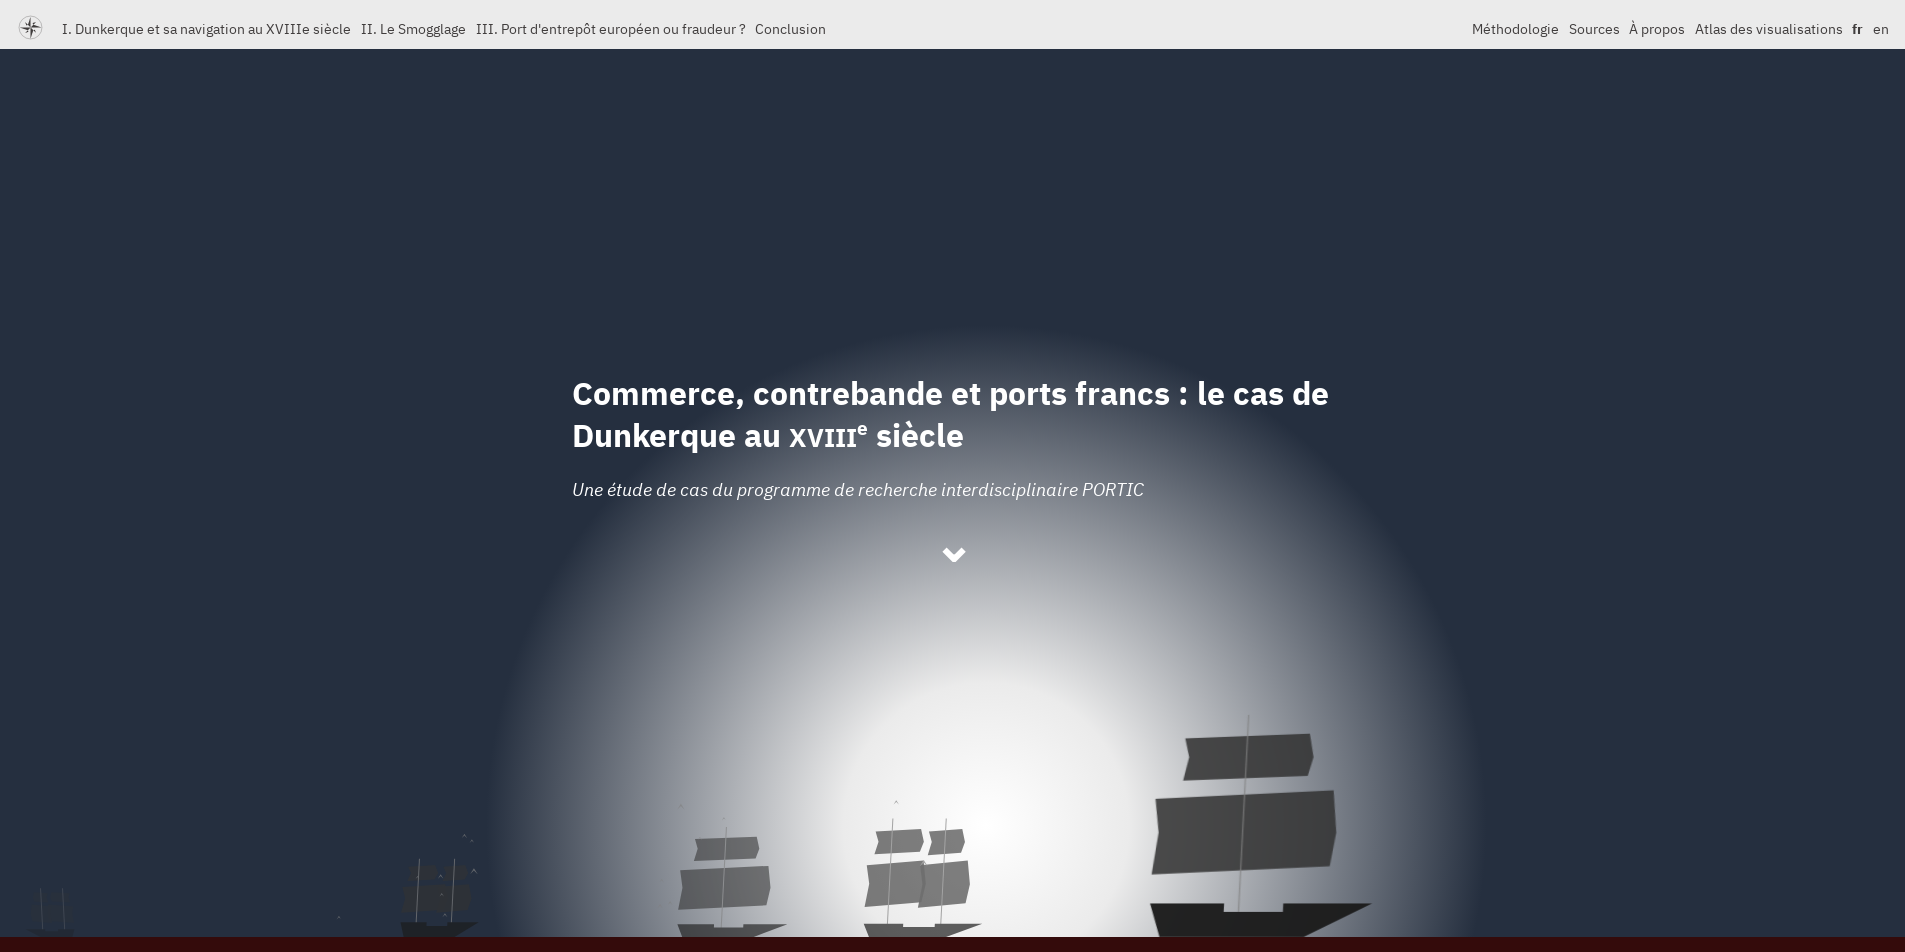 I. Dunkerque et sa navigation au XVIIIe siècle II. Le Smogglage III. Port d'entrepôt européen ou fraudeur ? Conclusion
Méthodologie Sources À propos Atlas des visualisations fr en
Commerce, contrebande et ports francs : le cas de
Dunkerque au XVIIIe siècle
Une étude de cas du programme de recherche interdisciplinaire PORTIC